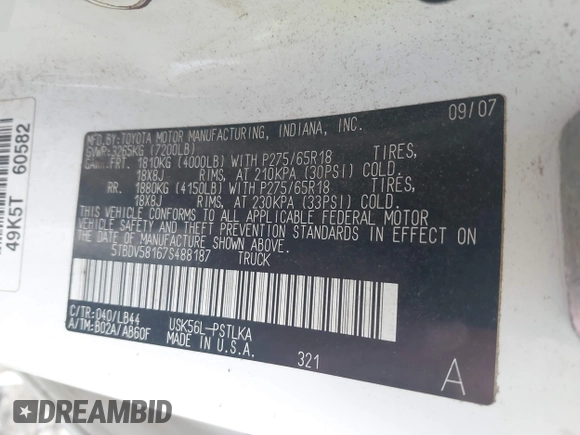 49K5T 60582
MFD. BY: TOYOTA MOTOR MANUFACTURING, INDIANA, INC. 09/07
GVWR: 3265KG (7200LB)
GAWR: FRT. 1810KG (4000LB) WITH P275/65R18 TIRES,
18X8J RIMS, AT 210KPA (30PSI) COLD.
RR. 1880KG (4150LB) WITH P275/65R18 TIRES,
18X8J RIMS, AT 230KPA (33PSI) COLD.
THIS VEHICLE CONFORMS TO ALL APPLICABLE FEDERAL MOTOR
VEHICLE SAFETY AND THEFT PREVENTION STANDARDS IN EFFECT ON
THE DATE OF MANUFACTURE SHOWN ABOVE.
5TBDV58167S488187 TRUCK
C/TR: 040/LB44 USK56L-PSTLKA
A/TM: B02A/AB60F MADE IN U.S.A.
321
A
DREAMBID